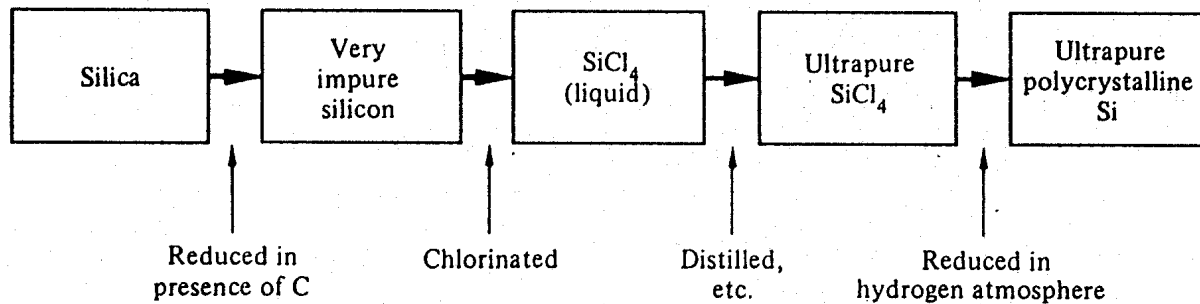 Silica
Very
impure
silicon
SiCl₄
(liquid)
Ultrapure
SiCl₄
Ultrapure
polycrystalline
Si
Reduced in
presence of C
Chlorinated
Distilled,
etc.
Reduced in
hydrogen atmosphere